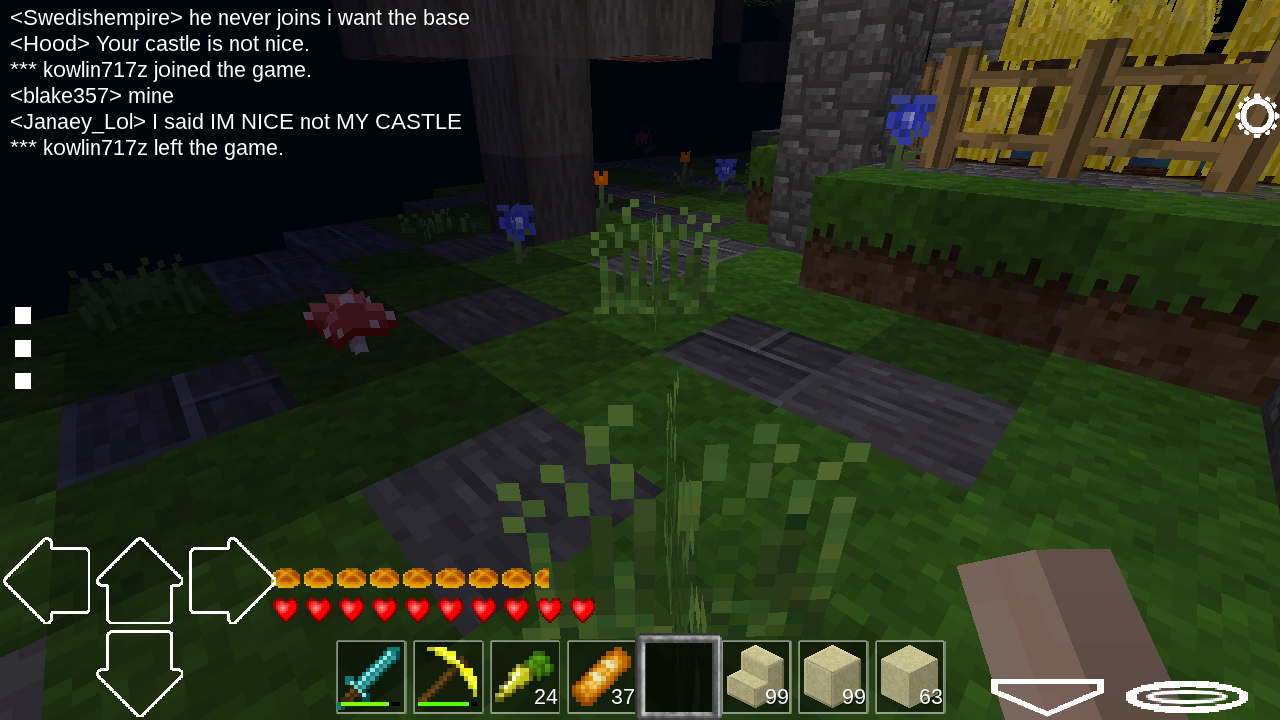 <Swedishempire> he never joins i want the base
<Hood> Your castle is not nice.
*** kowlin717z joined the game.
<blake357> mine
<Janaey_Lol> I said IM NICE not MY CASTLE
*** kowlin717z left the game.
24 37 99 99 63